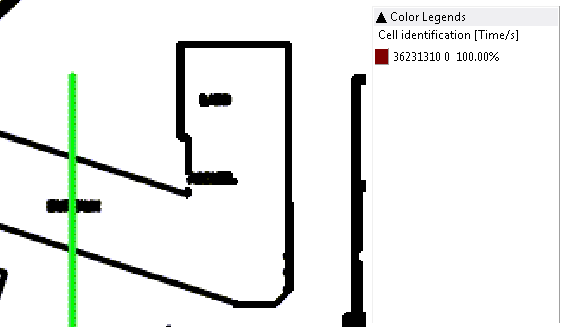 ▲ Color Legends
Cell identification [Time/s]
36231310 0 100.00%